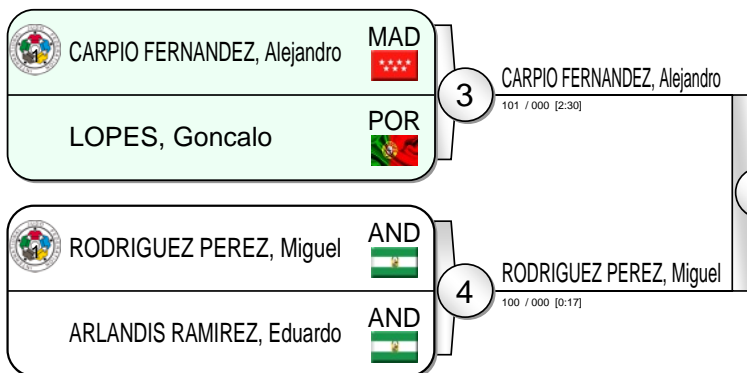 CARPIO FERNANDEZ, Alejandro MAD
LOPES, Goncalo POR
3
CARPIO FERNANDEZ, Alejandro
101 / 000 [2:30]
RODRIGUEZ PEREZ, Miguel AND
ARLANDIS RAMIREZ, Eduardo AND
4
RODRIGUEZ PEREZ, Miguel
100 / 000 [0:17]